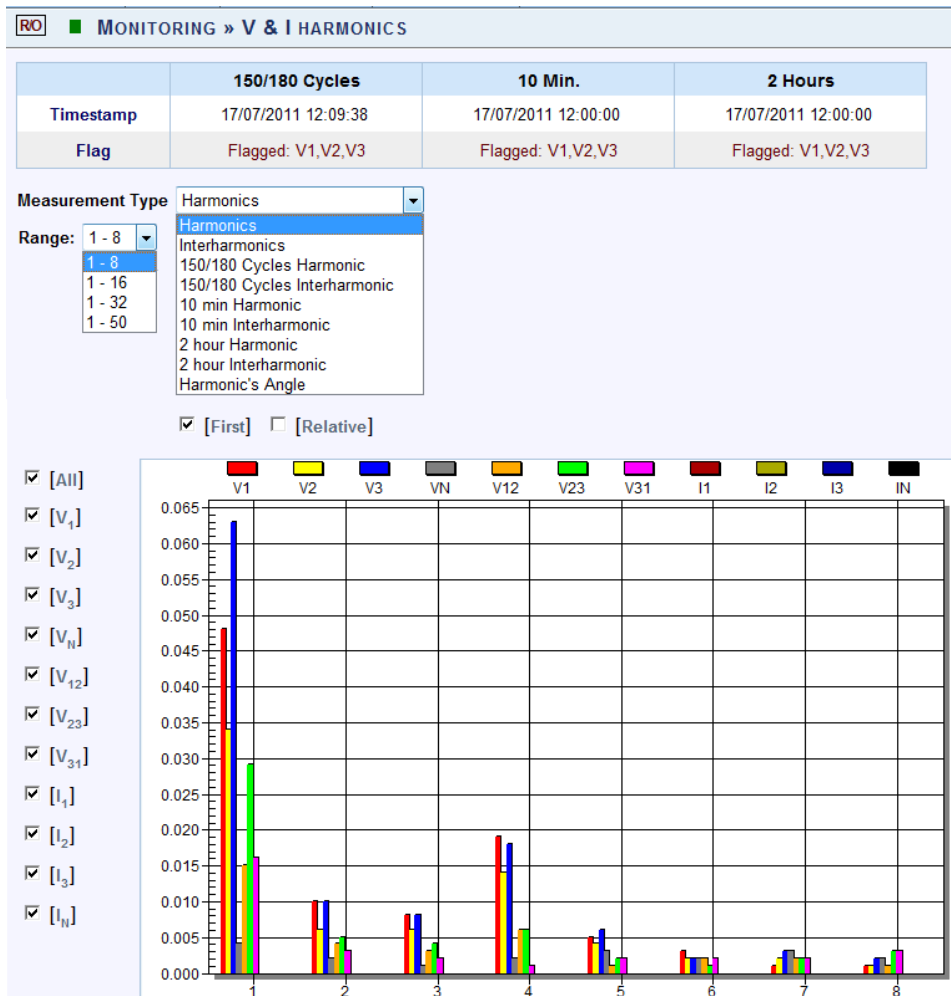 R/O MONITORING » V & I HARMONICS
150/180 Cycles 10 Min. 2 Hours
Timestamp 17/07/2011 12:09:38 17/07/2011 12:00:00 17/07/2011 12:00:00
Flag Flagged: V1,V2,V3 Flagged: V1,V2,V3 Flagged: V1,V2,V3
Measurement Type Harmonics
Range: 1 - 8
1 - 8
1 - 16
1 - 32
1 - 50
Harmonics
Interharmonics
150/180 Cycles Harmonic
150/180 Cycles Interharmonic
10 min Harmonic
10 min Interharmonic
2 hour Harmonic
2 hour Interharmonic
Harmonic's Angle
[First] [Relative]
[All]
[V1]
[V2]
[V3]
[VN]
[V12]
[V23]
[V31]
[I1]
[I2]
[I3]
[IN]
V1 V2 V3 VN V12 V23 V31 I1 I2 I3 IN
0.065
0.060
0.055
0.050
0.045
0.040
0.035
0.030
0.025
0.020
0.015
0.010
0.005
0.000
1 2 3 4 5 6 7 8